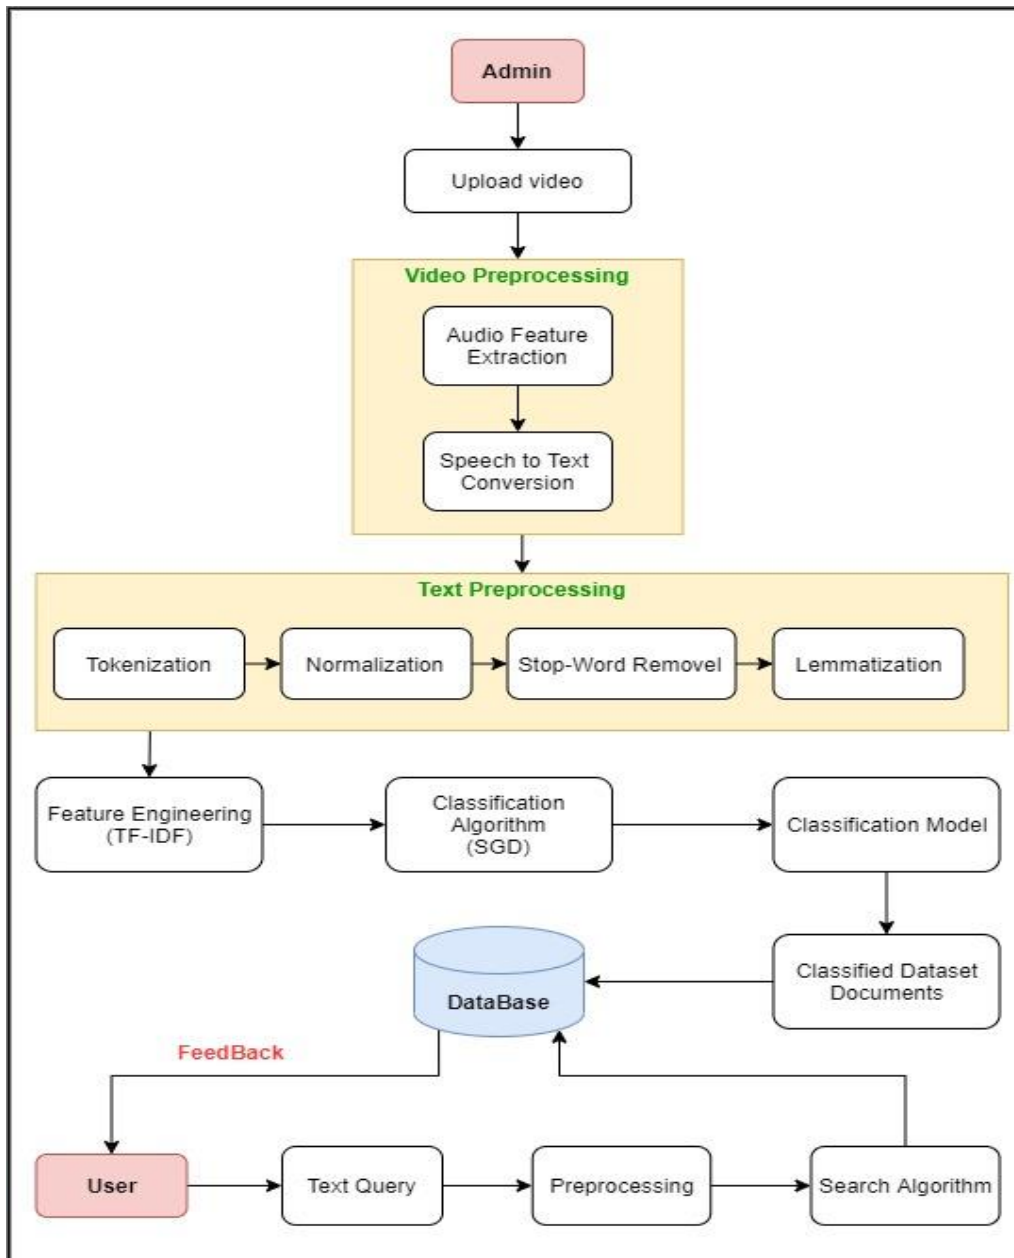 Admin
Upload video
Video Preprocessing
Audio Feature
Extraction
Speech to Text
Conversion
Text Preprocessing
Tokenization
Normalization
Stop-Word Removel
Lemmatization
Feature Engineering
(TF-IDF)
Classification
Algorithm
(SGD)
Classification Model
Classified Dataset
Documents
DataBase
FeedBack
User
Text Query
Preprocessing
Search Algorithm